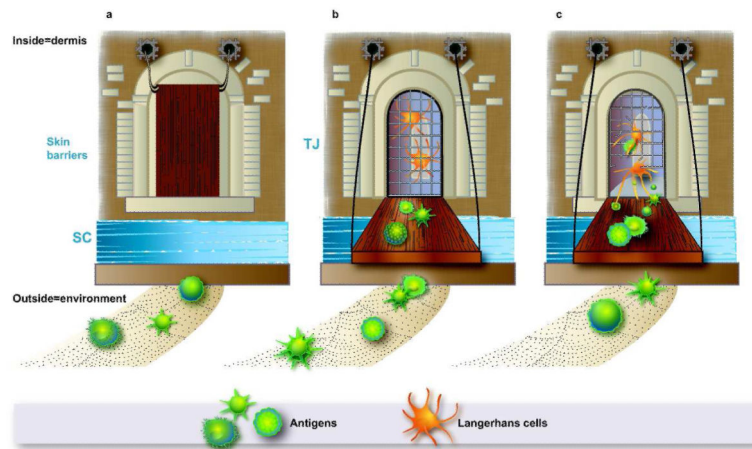 a
b
c
Inside=dermis
Skin
barriers
TJ
SC
Outside=environment
Antigens
Langerhans cells